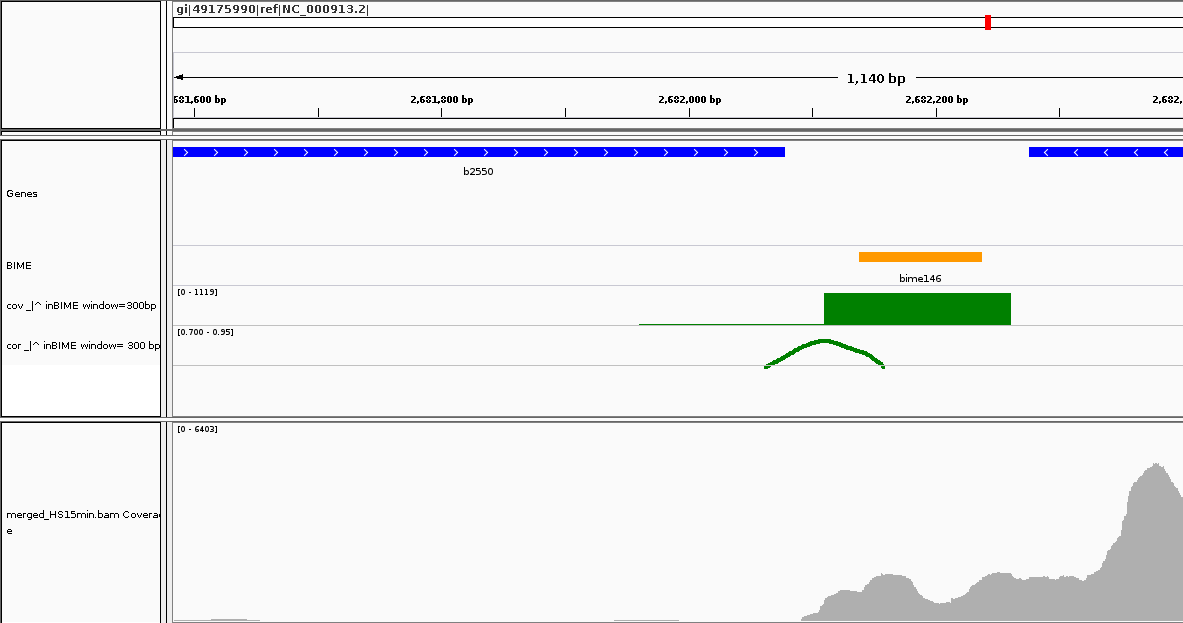 gi|49175990|ref|NC_000913.2|
1,140 bp
681,600 bp 2,681,800 bp 2,682,000 bp 2,682,200 bp 2,682,
b2550
Genes
BIME
bime146
[0 - 1119]
cov _|^ inBIME window=300bp
[0.700 - 0.95]
cor _|^ inBIME window= 300 bp
[0 - 6403]
merged_HS15min.bam Covera
e